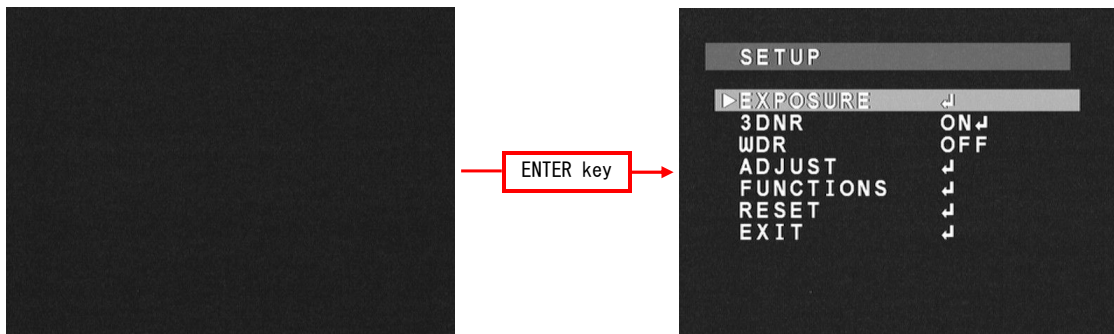 ENTER key
SETUP
▶EXPOSURE ↲
3DNR ON↲
WDR OFF
ADJUST ↲
FUNCTIONS ↲
RESET ↲
EXIT ↲